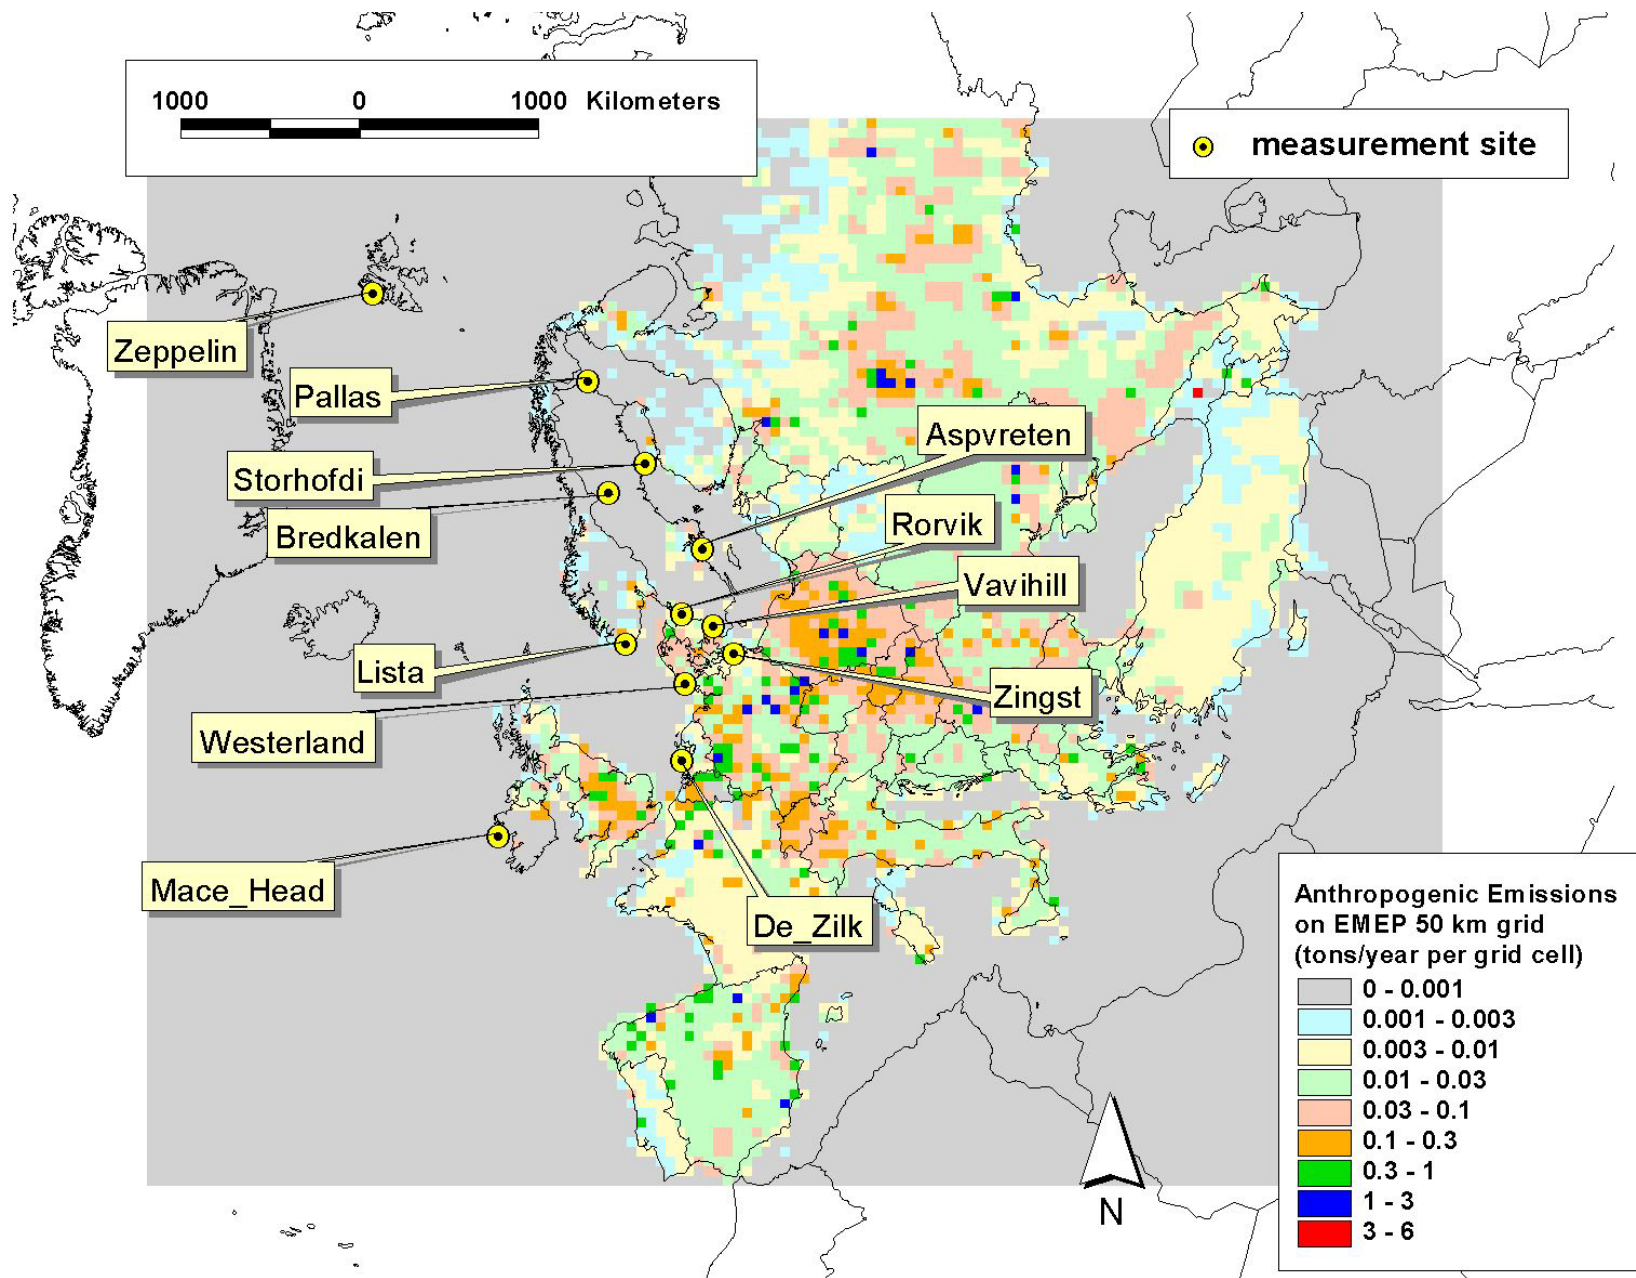 1000 0 1000 Kilometers
measurement site
Zeppelin
Pallas
Aspvreten
Storhofdi
Rorvik
Bredkalen
Vavihill
Lista
Zingst
Westerland
Mace_Head
De_Zilk
Anthropogenic Emissions
on EMEP 50 km grid
(tons/year per grid cell)
0 - 0.001
0.001 - 0.003
0.003 - 0.01
0.01 - 0.03
0.03 - 0.1
0.1 - 0.3
0.3 - 1
1 - 3
3 - 6
N